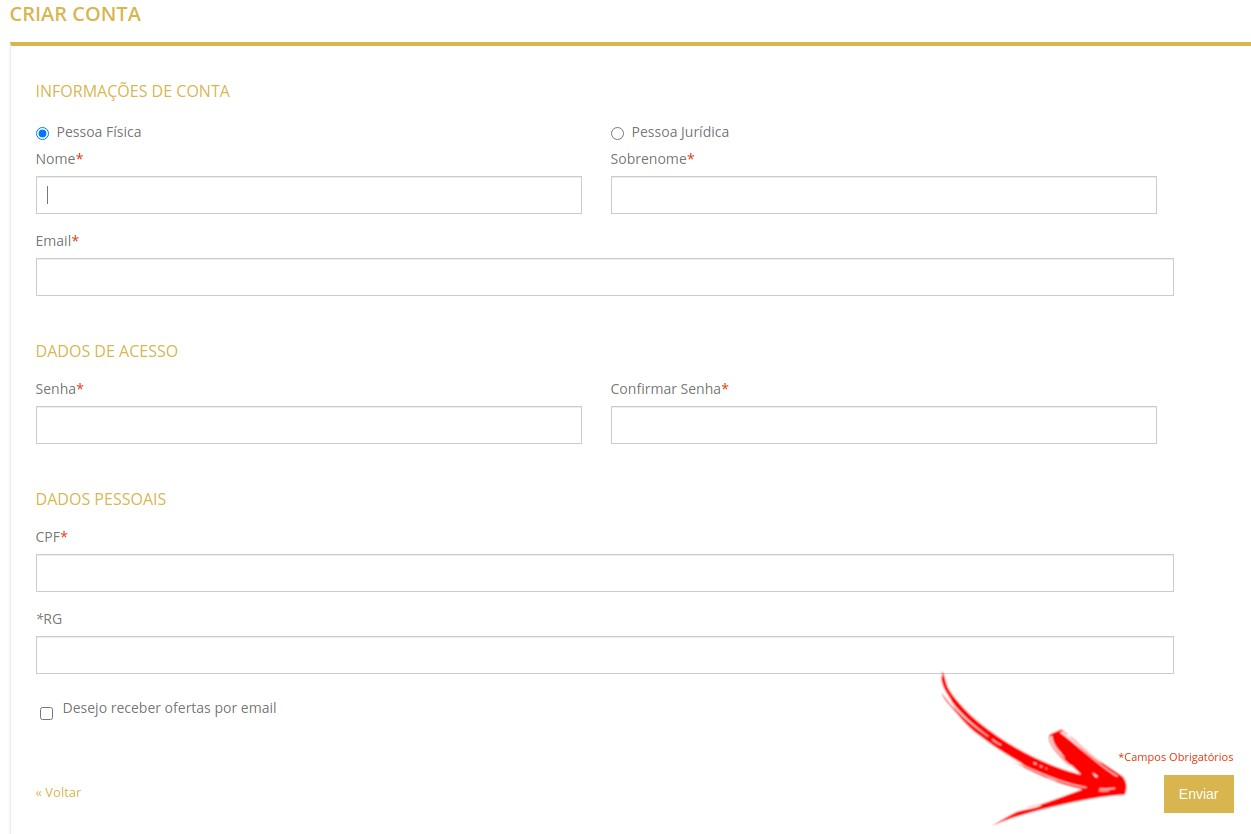 CRIAR CONTA
INFORMAÇÕES DE CONTA
Pessoa Física
Pessoa Jurídica
Nome*
Sobrenome*
Email*
DADOS DE ACESSO
Senha*
Confirmar Senha*
DADOS PESSOAIS
CPF*
*RG
Desejo receber ofertas por email
*Campos Obrigatórios
« Voltar
Enviar